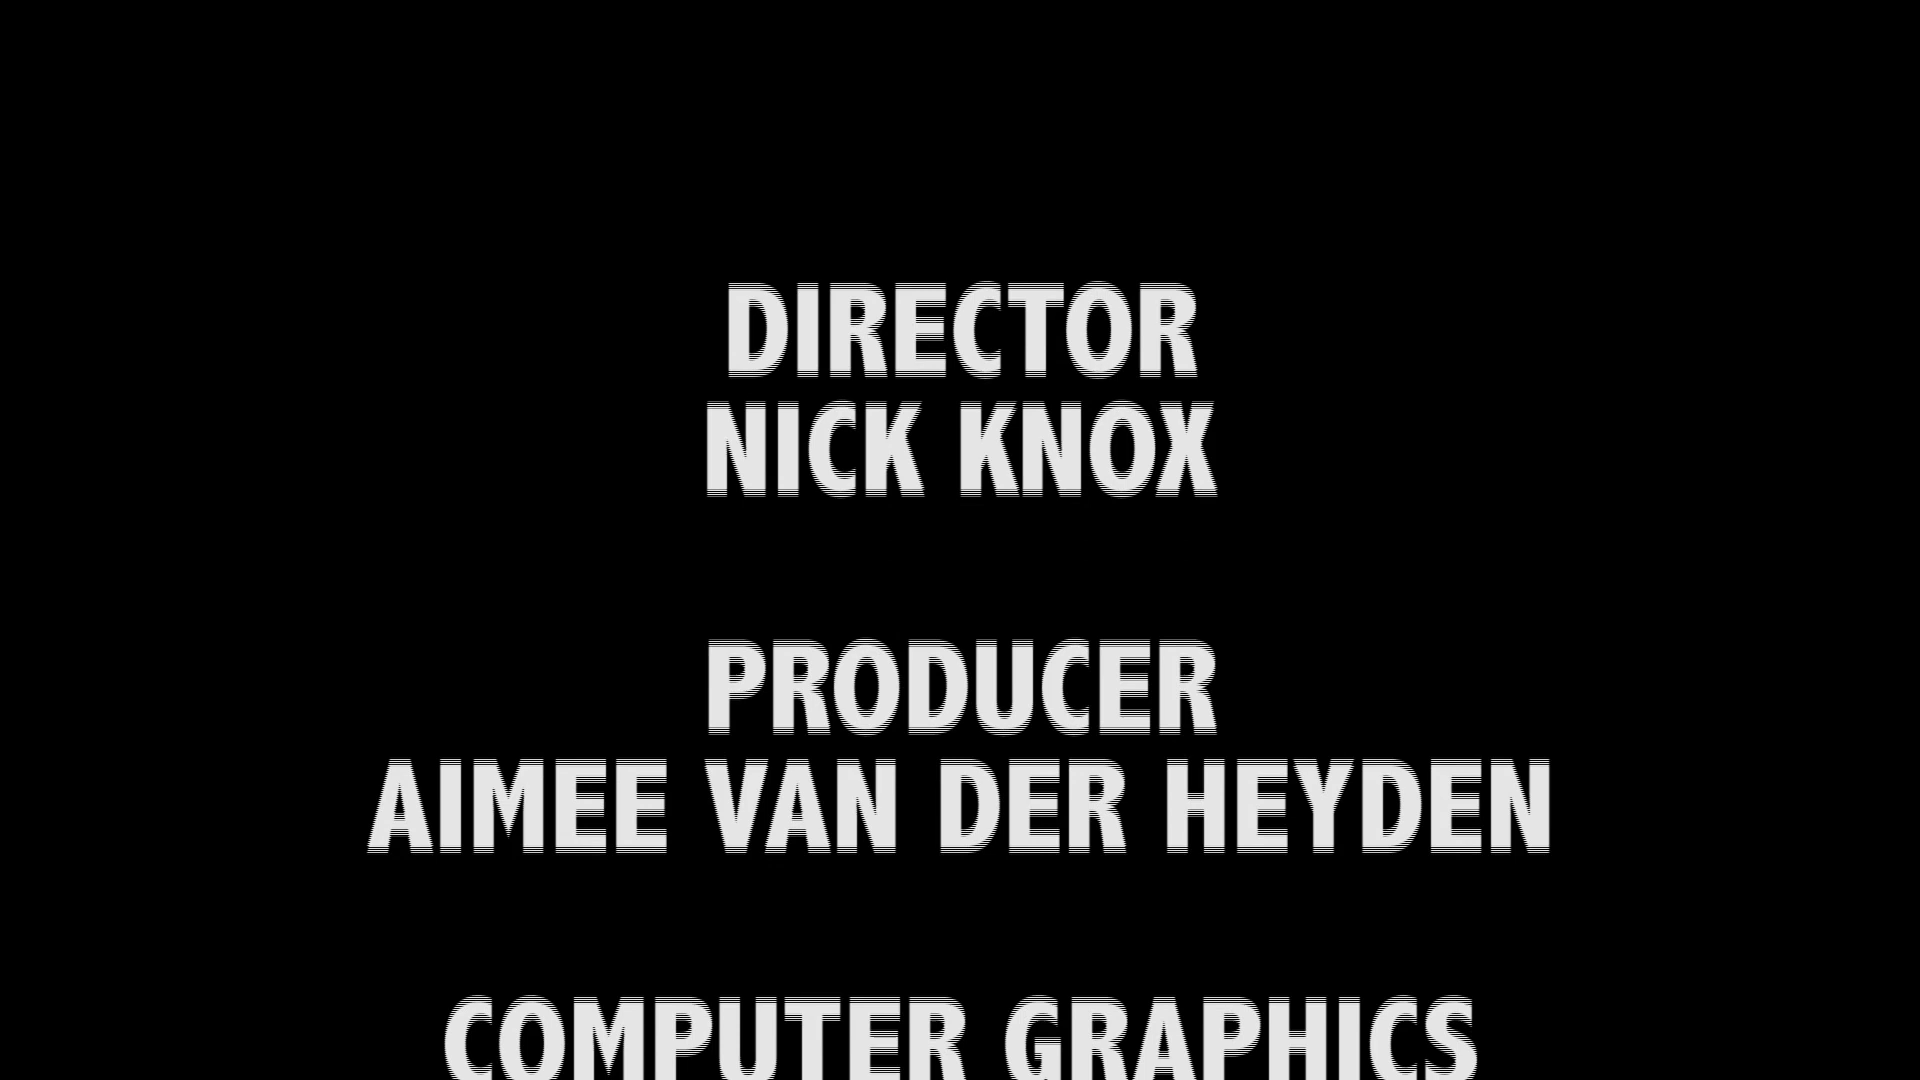 DIRECTOR
NICK KNOX
PRODUCER
AIMEE VAN DER HEYDEN
COMPUTER GRAPHICS